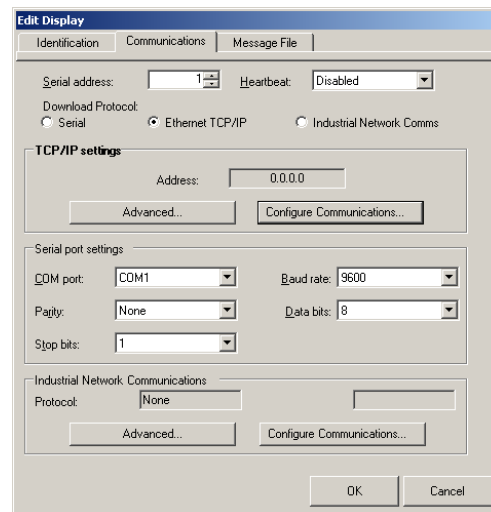 Edit Display
Identification Communications Message File
Serial address: 1 Heartbeat: Disabled
Download Protocol:
Serial Ethernet TCP/IP Industrial Network Comms
TCP/IP settings
Address: 0.0.0.0
Advanced... Configure Communications...
Serial port settings
COM port: COM1 Baud rate: 9600
Parity: None Data bits: 8
Stop bits: 1
Industrial Network Communications
Protocol: None
Advanced... Configure Communications...
OK Cancel